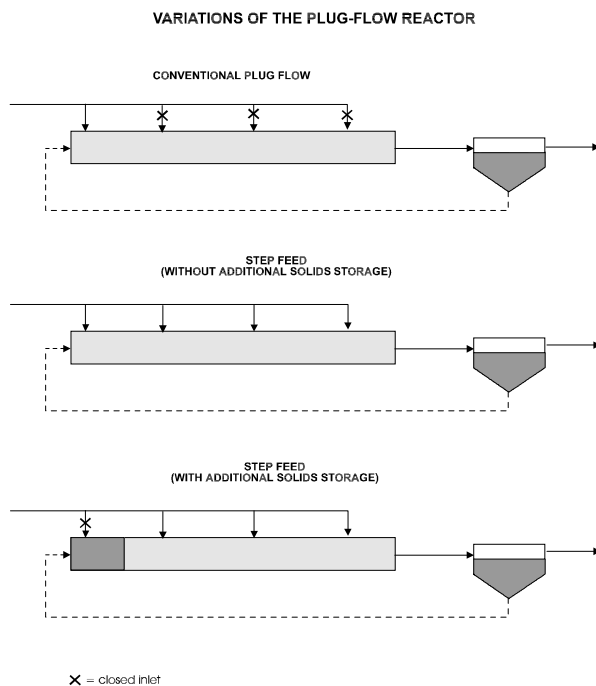 VARIATIONS OF THE PLUG-FLOW REACTOR
CONVENTIONAL PLUG FLOW
STEP FEED
(WITHOUT ADDITIONAL SOLIDS STORAGE)
STEP FEED
(WITH ADDITIONAL SOLIDS STORAGE)
X = closed inlet